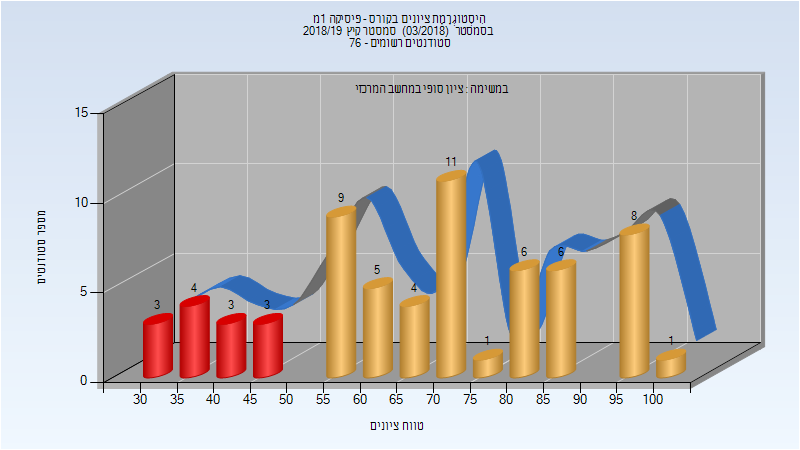 היסטוגרמת ציונים בקורס - פיסיקה 1מ
בסמסטר (03/2018) סמסטר קיץ 2018/19
סטודנטים רשומים - 76
במשימה : ציון סופי במחשב המרכזי
מספר סטודנטים
15
10
5
0
3
4
3
3
9
5
4
11
1
6
6
8
1
30 35 40 45 50 55 60 65 70 75 80 85 90 95 100
טווח ציונים